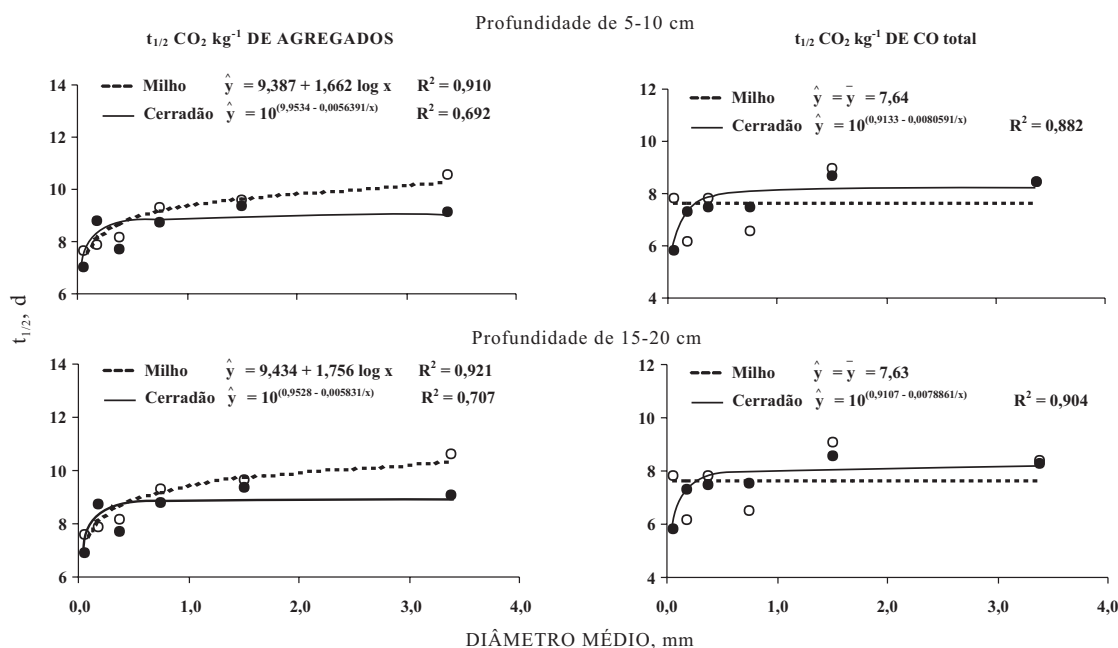 Profundidade de 5-10 cm
t1/2 CO2 kg-1 DE AGREGADOS
t1/2 CO2 kg-1 DE CO total
14
12
10
8
6
Milho ŷ = 9,387 + 1,662 log x R2 = 0,910
Cerradão ŷ = 10(9,9534 - 0,0056391/x) R2 = 0,692
12
10
8
6
4
Milho ŷ = ȳ = 7,64
Cerradão ŷ = 10(0,9133 - 0,0080591/x) R2 = 0,882
t1/2, d
Profundidade de 15-20 cm
14
12
10
8
6
Milho ŷ = 9,434 + 1,756 log x R2 = 0,921
Cerradão ŷ = 10(0,9528 - 0,005831/x) R2 = 0,707
0,0 1,0 2,0 3,0 4,0
12
10
8
6
4
Milho ŷ = ȳ = 7,63
Cerradão ŷ = 10(0,9107 - 0,0078861/x) R2 = 0,904
0,0 1,0 2,0 3,0 4,0
DIÂMETRO MÉDIO, mm